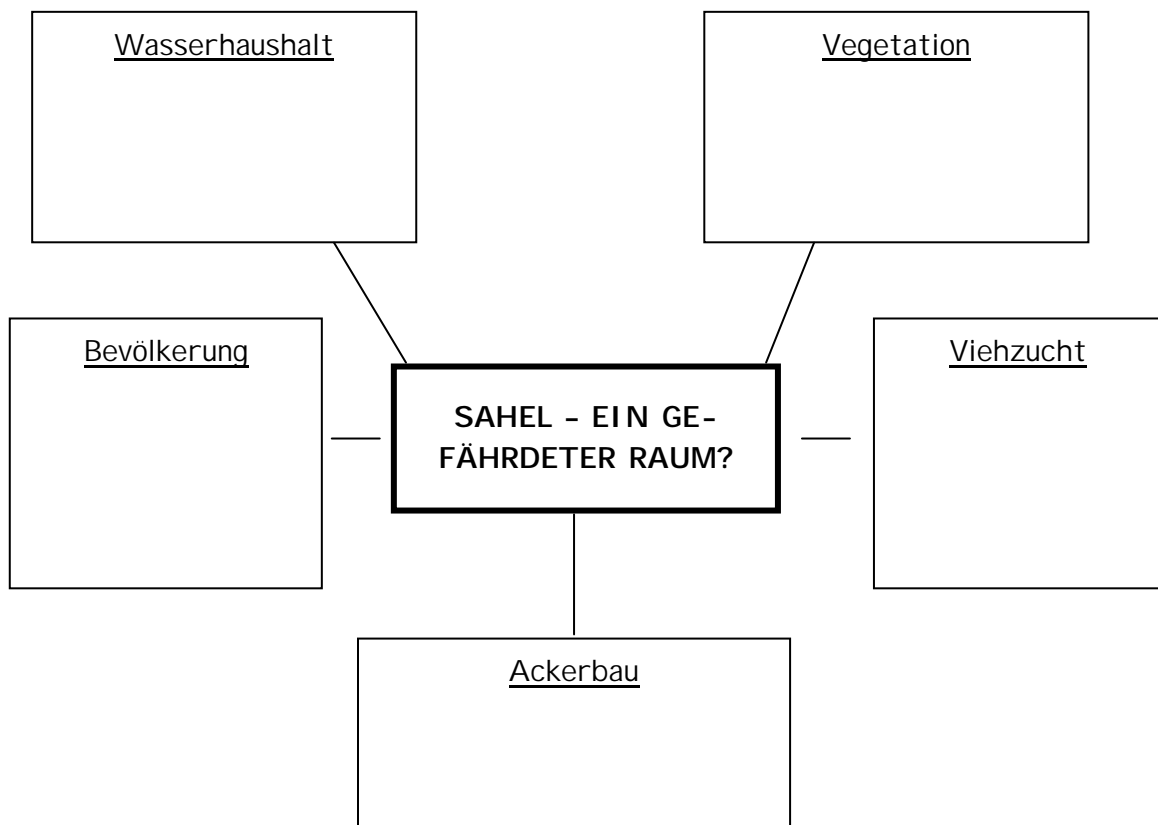 Wasserhaushalt
Vegetation
Bevölkerung
Viehzucht
SAHEL – EIN GE-
FÄHRDETER RAUM?
Ackerbau